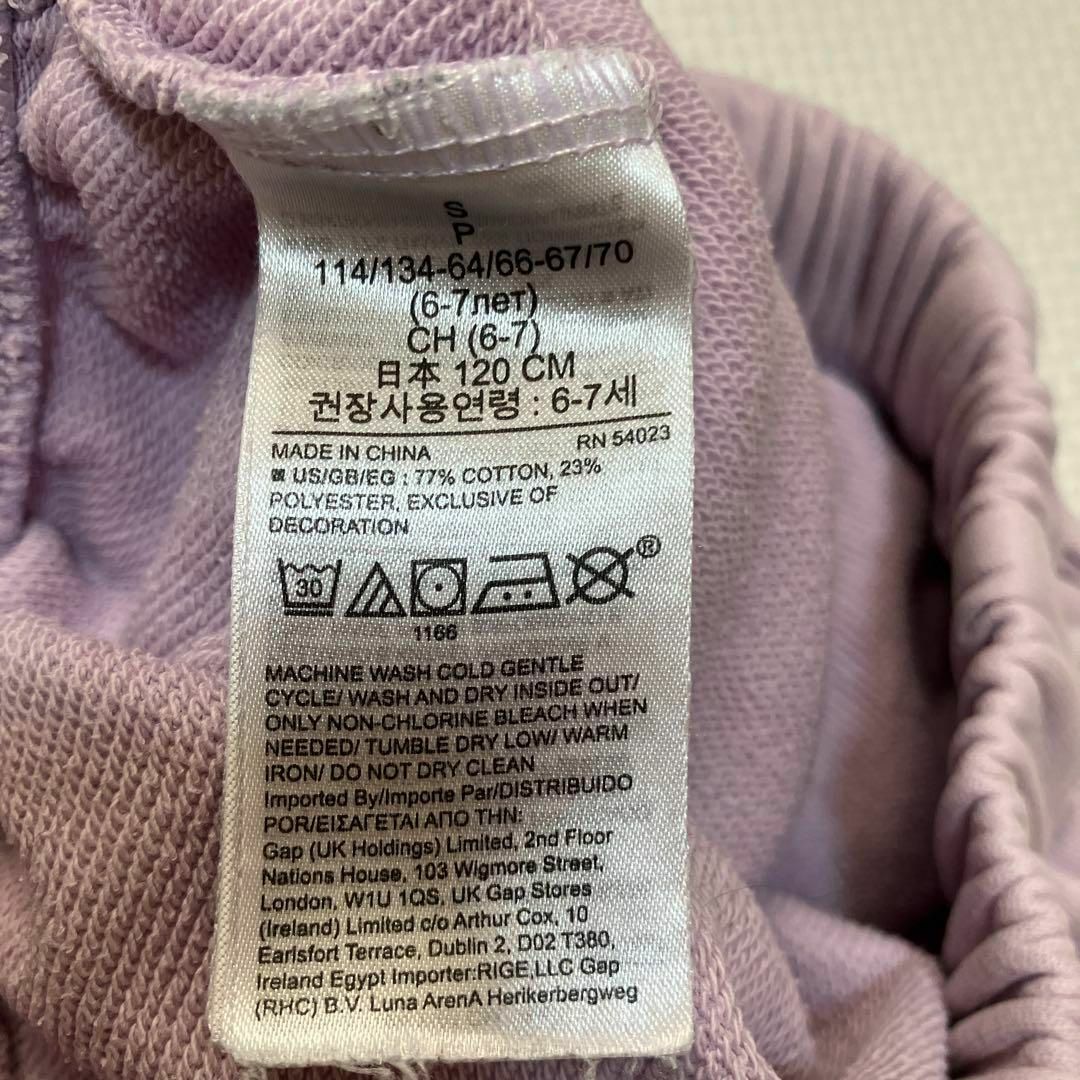 S
P
114/134-64/66-67/70
(6-7лет)
CH (6-7)
日本 120 CM
권장사용연령 : 6-7세
RN 54023
MADE IN CHINA
US/GB/EG : 77% COTTON, 23%
POLYESTER, EXCLUSIVE OF
DECORATION
30
®
1166
MACHINE WASH COLD GENTLE
CYCLE/ WASH AND DRY INSIDE OUT/
ONLY NON-CHLORINE BLEACH WHEN
NEEDED/ TUMBLE DRY LOW/ WARM
IRON/ DO NOT DRY CLEAN
Imported By/Importe Par/DISTRIBUIDO
POR/ΕΙΣΑΓΕΤΑΙ ΑΠΟ ΤΗΝ:
Gap (UK Holdings) Limited, 2nd Floor
Nations House, 103 Wigmore Street,
London, W1U 1QS, UK Gap Stores
(Ireland) Limited c/o Arthur Cox, 10
Earlsfort Terrace, Dublin 2, D02 T380,
Ireland Egypt Importer:RIGE,LLC Gap
(RHC) B.V. Luna ArenA Herikerbergweg